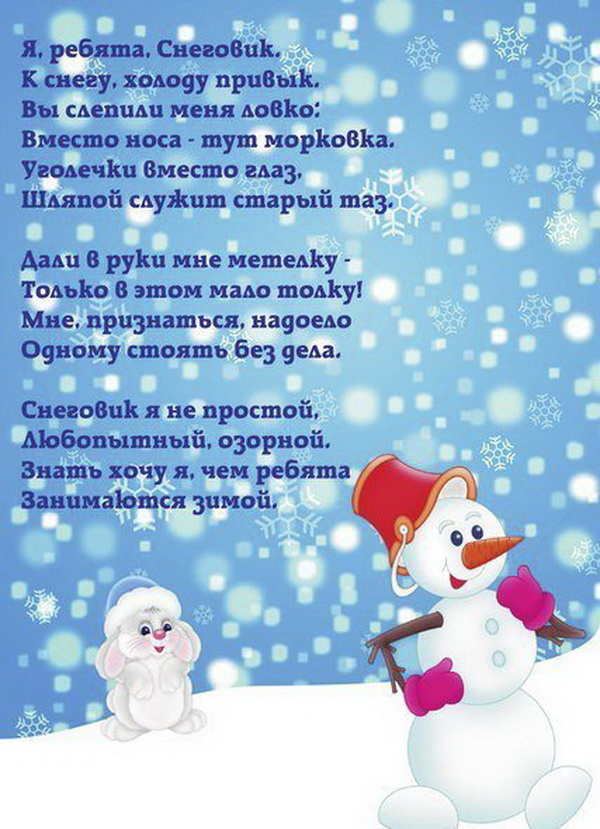 Я, ребята, Снеговик.
К снегу, холоду привык.
Вы слепили меня ловко:
Вместо носа - тут морковка.
Уголечки вместо глаз,
Шляпой служит старый таз.
Дали в руки мне метелку -
Только в этом мало толку!
Мне, признаться, надоело
Одному стоять без дела.
Снеговик я не простой,
Любопытный, озорной.
Знать хочу я, чем ребята
Занимаются зимой.